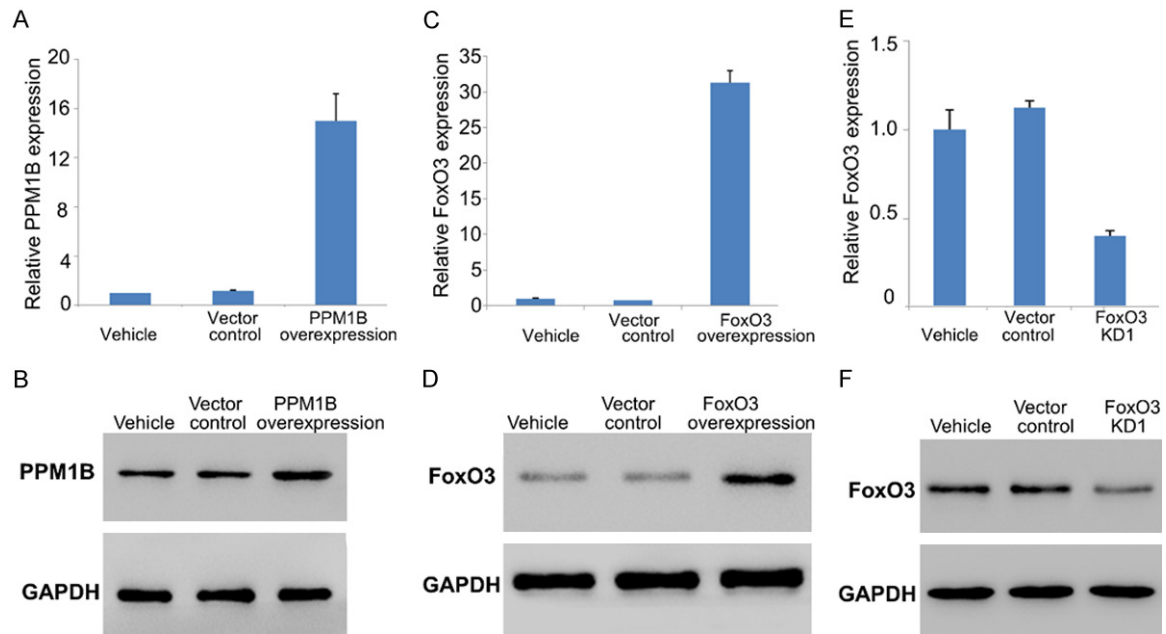 A
Relative PPM1B expression
20
16
12
8
4
0
Vehicle
Vector
control
PPM1B
overexpression
B
Vehicle
Vector
control
PPM1B
overexpression
PPM1B
GAPDH
C
Relative FoxO3 expression
35
30
25
20
15
10
5
0
Vehicle
Vector
control
FoxO3
overexpression
D
Vehicle
Vector
control
FoxO3
overexpression
FoxO3
GAPDH
E
Relative FoxO3 expression
1.5
1.0
0.5
0
Vehicle
Vector
control
FoxO3
KD1
F
Vehicle
Vector
control
FoxO3
KD1
FoxO3
GAPDH